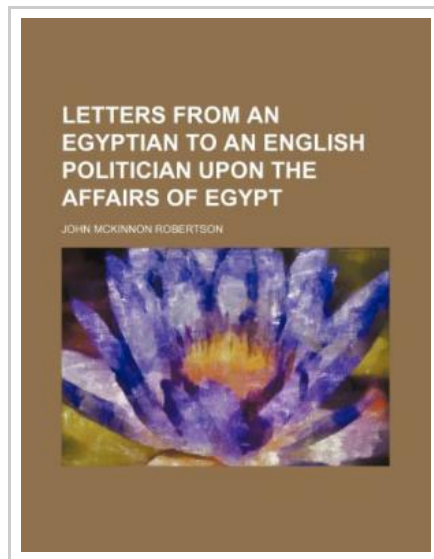 LETTERS FROM AN
EGYPTIAN TO AN ENGLISH
POLITICIAN UPON THE
AFFAIRS OF EGYPT
JOHN MCKINNON ROBERTSON